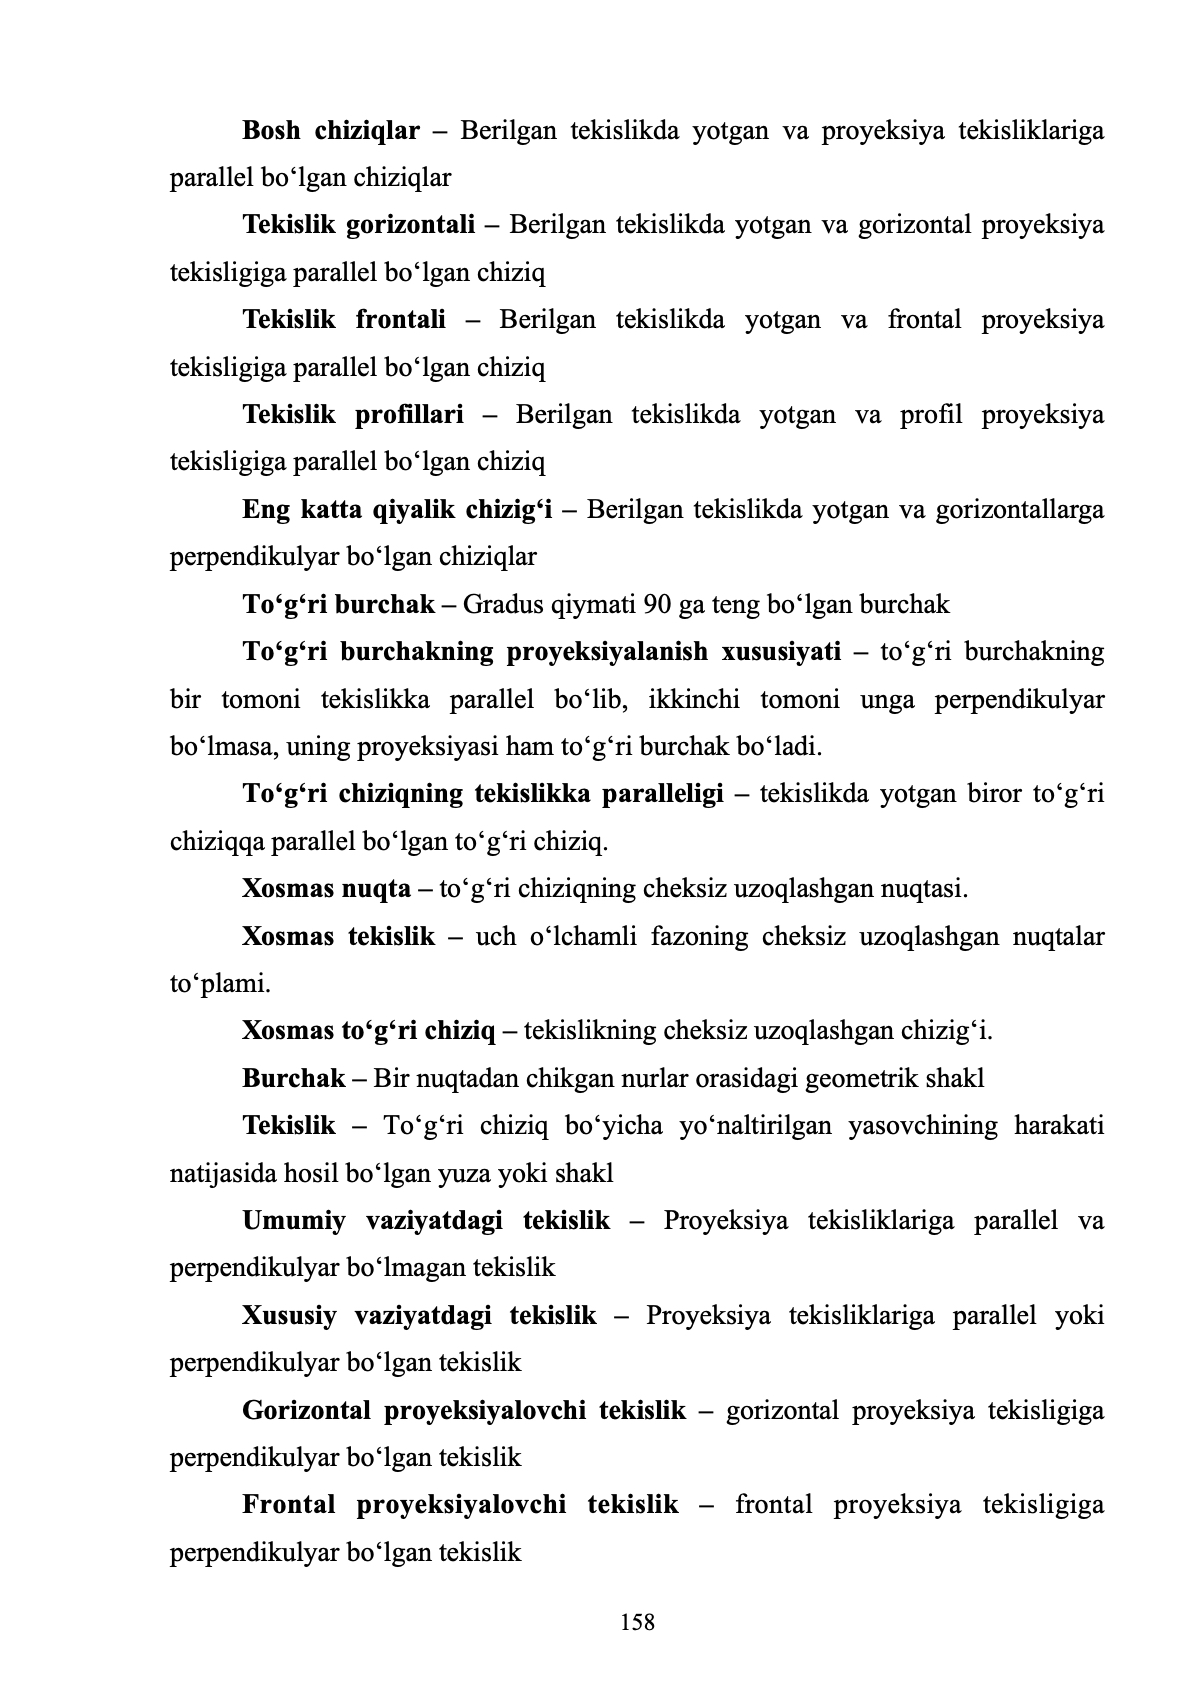 Bosh chiziqlar – Berilgan tekislikda yotgan va proyeksiya tekisliklariga
parallel bo‘lgan chiziqlar
Tekislik gorizontali – Berilgan tekislikda yotgan va gorizontal proyeksiya
tekisligiga parallel bo‘lgan chiziq
Tekislik frontali – Berilgan tekislikda yotgan va frontal proyeksiya
tekisligiga parallel bo‘lgan chiziq
Tekislik profillari – Berilgan tekislikda yotgan va profil proyeksiya
tekisligiga parallel bo‘lgan chiziq
Eng katta qiyalik chizig‘i – Berilgan tekislikda yotgan va gorizontallarga
perpendikulyar bo‘lgan chiziqlar
To‘g‘ri burchak – Gradus qiymati 90 ga teng bo‘lgan burchak
To‘g‘ri burchakning proyeksiyalanish xususiyati – to‘g‘ri burchakning
bir tomoni tekislikka parallel bo‘lib, ikkinchi tomoni unga perpendikulyar
bo‘lmasa, uning proyeksiyasi ham to‘g‘ri burchak bo‘ladi.
To‘g‘ri chiziqning tekislikka paralleligi – tekislikda yotgan biror to‘g‘ri
chiziqqa parallel bo‘lgan to‘g‘ri chiziq.
Xosmas nuqta – to‘g‘ri chiziqning cheksiz uzoqlashgan nuqtasi.
Xosmas tekislik – uch o‘lchamli fazoning cheksiz uzoqlashgan nuqtalar
to‘plami.
Xosmas to‘g‘ri chiziq – tekislikning cheksiz uzoqlashgan chizig‘i.
Burchak – Bir nuqtadan chikgan nurlar orasidagi geometrik shakl
Tekislik – To‘g‘ri chiziq bo‘yicha yo‘naltirilgan yasovchining harakati
natijasida hosil bo‘lgan yuza yoki shakl
Umumiy vaziyatdagi tekislik – Proyeksiya tekisliklariga parallel va
perpendikulyar bo‘lmagan tekislik
Xususiy vaziyatdagi tekislik – Proyeksiya tekisliklariga parallel yoki
perpendikulyar bo‘lgan tekislik
Gorizontal proyeksiyalovchi tekislik – gorizontal proyeksiya tekisligiga
perpendikulyar bo‘lgan tekislik
Frontal proyeksiyalovchi tekislik – frontal proyeksiya tekisligiga
perpendikulyar bo‘lgan tekislik
158